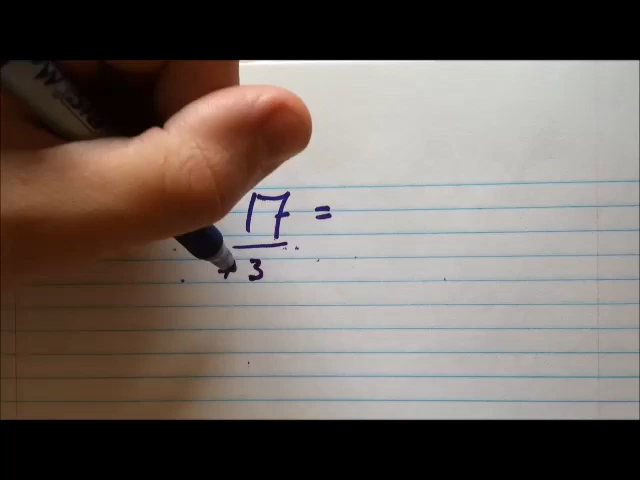 17 =
+ 3